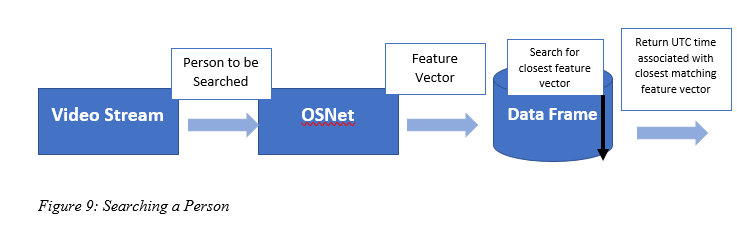 Person to be
Searched
Feature
Vector
Search for
closest feature
vector
Return UTC time
associated with
closest matching
feature vector
Video Stream
OSNet
Data Frame
Figure 9: Searching a Person